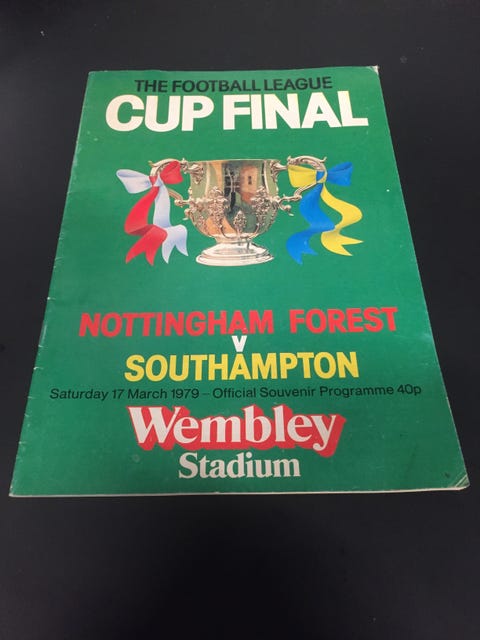 THE FOOTBALL LEAGUE
CUP FINAL
NOTTINGHAM FOREST
v
SOUTHAMPTON
Saturday 17 March 1979 – Official Souvenir Programme 40p
Wembley
Stadium